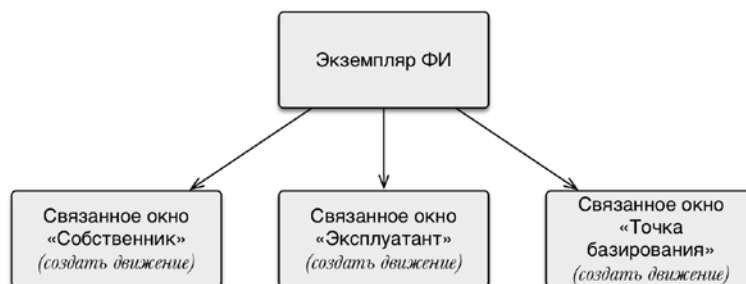 Экземпляр ФИ
Связанное окно
«Собственник»
(создать движение)
Связанное окно
«Эксплуатант»
(создать движение)
Связанное окно
«Точка
базирования»
(создать движение)